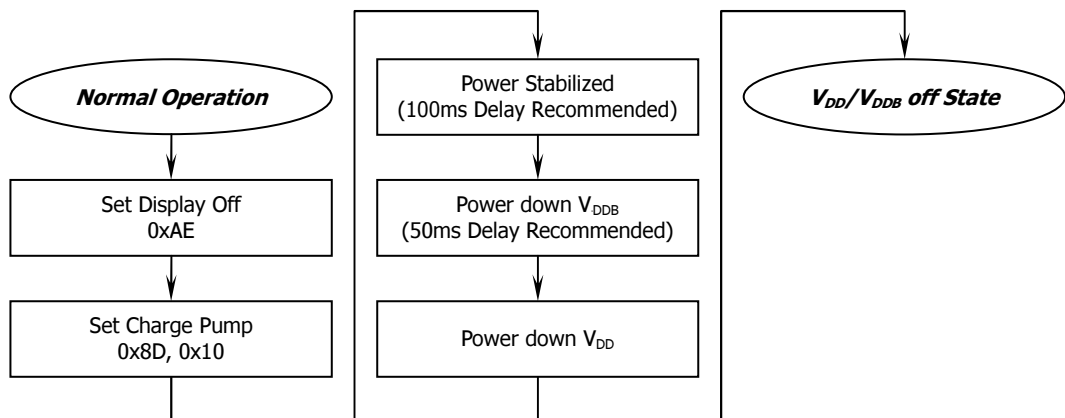 Normal Operation
Set Display Off
0xAE
Set Charge Pump
0x8D, 0x10
Power Stabilized
(100ms Delay Recommended)
Power down VDDB
(50ms Delay Recommended)
Power down VDD
VDD/VDDB off State